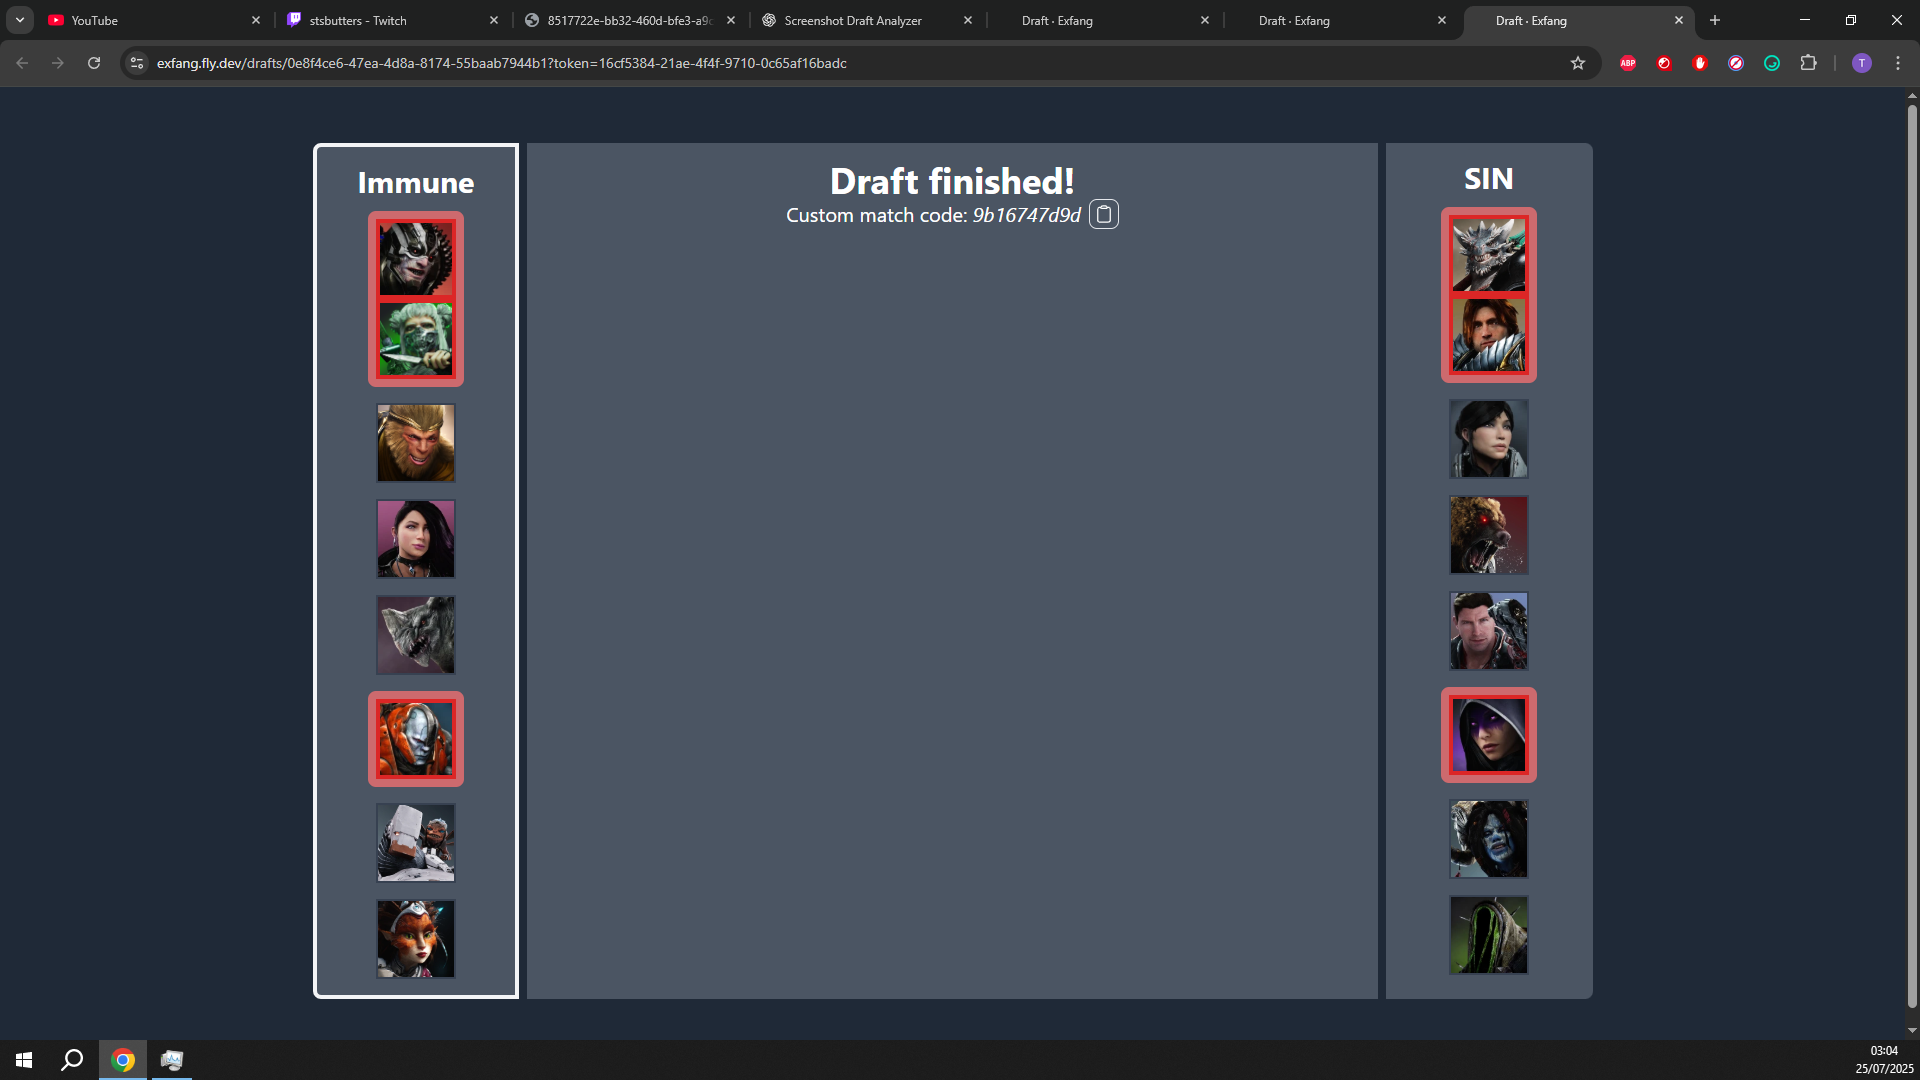 YouTube
stsbutters - Twitch
8517722e-bb32-460d-bfe3-a9c
Screenshot Draft Analyzer
Draft · Exfang
Draft · Exfang
Draft · Exfang
exfang.fly.dev/drafts/0e8f4ce6-47ea-4d8a-8174-55baab7944b1?token=16cf5384-21ae-4f4f-9710-0c65af16badc
ABP
T
Immune
Draft finished!
Custom match code: 9b16747d9d
SIN
03:04
25/07/2025